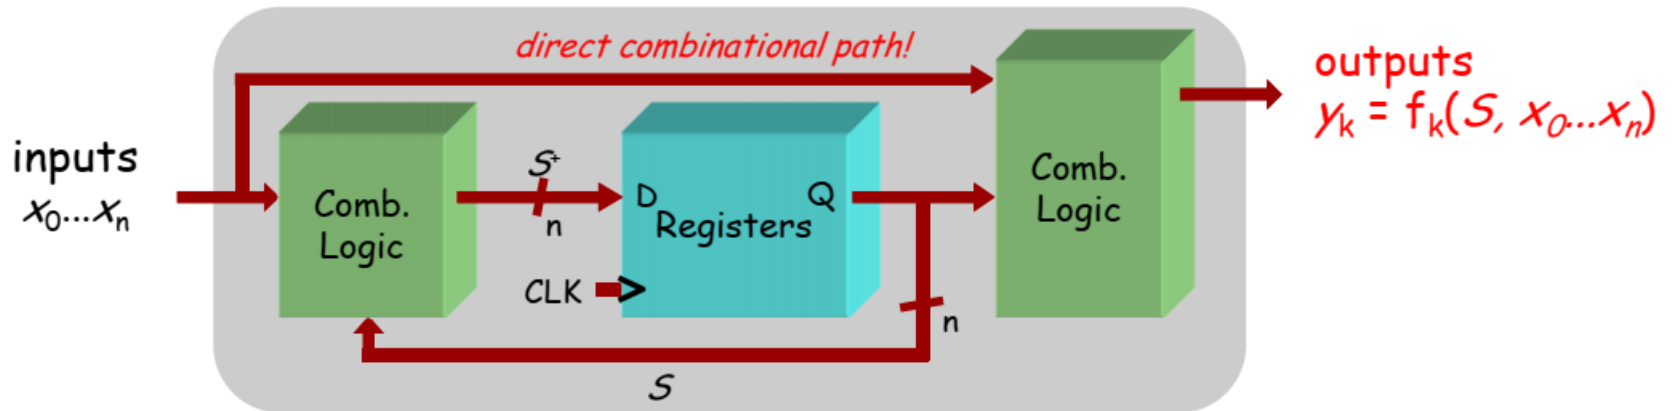 direct combinational path!
inputs
x₀...xₙ
Comb.
Logic
S⁺
n
D
Q
Registers
CLK
n
S
Comb.
Logic
outputs
yₖ = fₖ(S, x₀...xₙ)